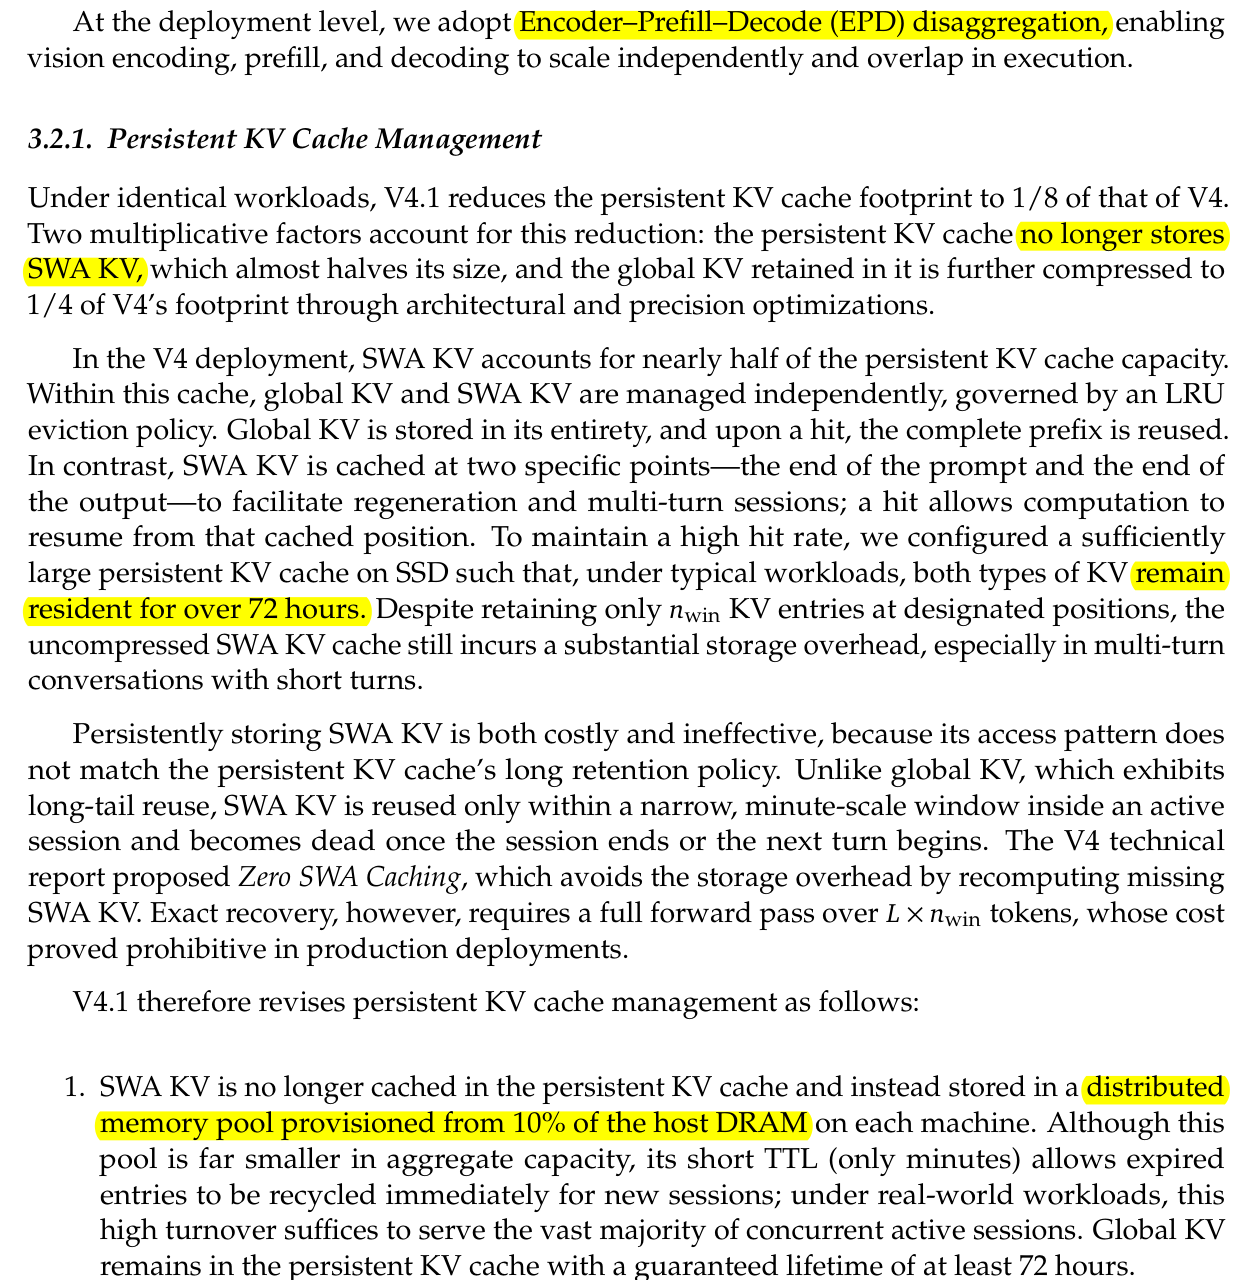 At the deployment level, we adopt Encoder–Prefill–Decode (EPD) disaggregation, enabling
vision encoding, prefill, and decoding to scale independently and overlap in execution.
3.2.1. Persistent KV Cache Management
Under identical workloads, V4.1 reduces the persistent KV cache footprint to 1/8 of that of V4.
Two multiplicative factors account for this reduction: the persistent KV cache no longer stores
SWA KV, which almost halves its size, and the global KV retained in it is further compressed to
1/4 of V4's footprint through architectural and precision optimizations.
In the V4 deployment, SWA KV accounts for nearly half of the persistent KV cache capacity.
Within this cache, global KV and SWA KV are managed independently, governed by an LRU
eviction policy. Global KV is stored in its entirety, and upon a hit, the complete prefix is reused.
In contrast, SWA KV is cached at two specific points—the end of the prompt and the end of
the output—to facilitate regeneration and multi-turn sessions; a hit allows computation to
resume from that cached position. To maintain a high hit rate, we configured a sufficiently
large persistent KV cache on SSD such that, under typical workloads, both types of KV remain
resident for over 72 hours. Despite retaining only n_win KV entries at designated positions, the
uncompressed SWA KV cache still incurs a substantial storage overhead, especially in multi-turn
conversations with short turns.
Persistently storing SWA KV is both costly and ineffective, because its access pattern does
not match the persistent KV cache's long retention policy. Unlike global KV, which exhibits
long-tail reuse, SWA KV is reused only within a narrow, minute-scale window inside an active
session and becomes dead once the session ends or the next turn begins. The V4 technical
report proposed Zero SWA Caching, which avoids the storage overhead by recomputing missing
SWA KV. Exact recovery, however, requires a full forward pass over L × n_win tokens, whose cost
proved prohibitive in production deployments.
V4.1 therefore revises persistent KV cache management as follows:
1. SWA KV is no longer cached in the persistent KV cache and instead stored in a distributed
memory pool provisioned from 10% of the host DRAM on each machine. Although this
pool is far smaller in aggregate capacity, its short TTL (only minutes) allows expired
entries to be recycled immediately for new sessions; under real-world workloads, this
high turnover suffices to serve the vast majority of concurrent active sessions. Global KV
remains in the persistent KV cache with a guaranteed lifetime of at least 72 hours.